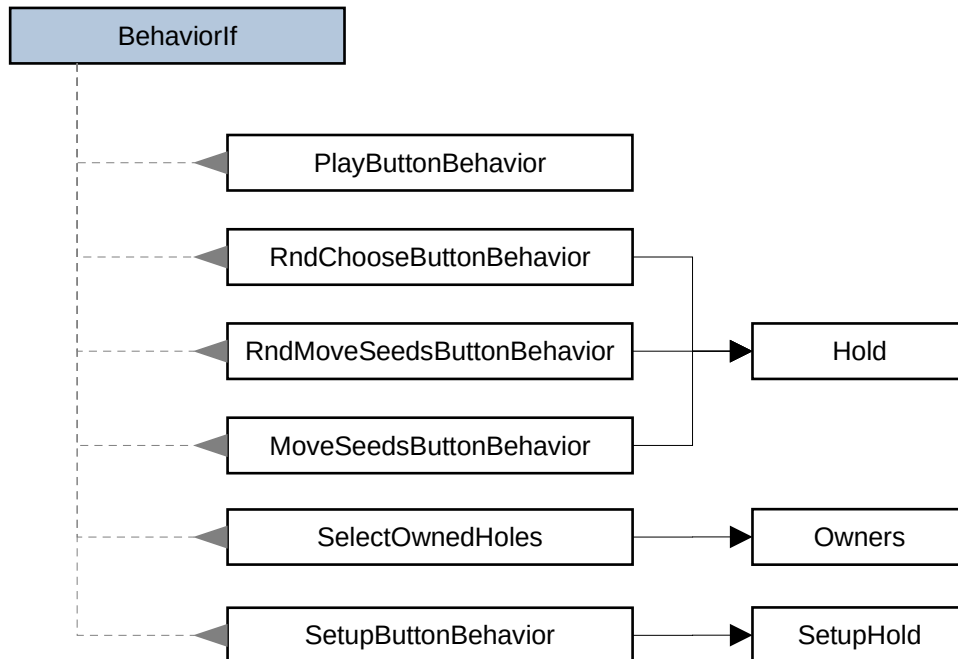 BehaviorIf
PlayButtonBehavior
RndChooseButtonBehavior
RndMoveSeedsButtonBehavior
Hold
MoveSeedsButtonBehavior
SelectOwnedHoles
Owners
SetupButtonBehavior
SetupHold